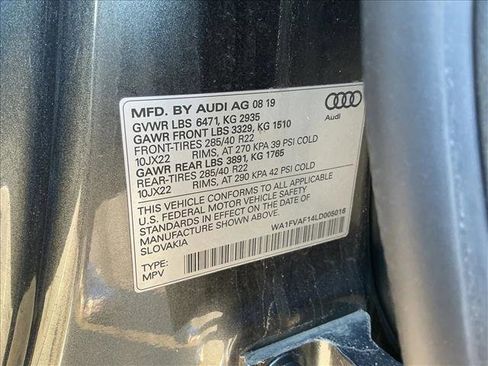 MFD. BY AUDI AG 08 19
GVWR LBS 6471, KG 2935
GAWR FRONT LBS 3329, KG 1510
FRONT-TIRES 285/40 R22
10JX22 RIMS, AT 270 KPA 39 PSI COLD
GAWR REAR LBS 3891, KG 1765
REAR-TIRES 285/40 R22
10JX22 RIMS, AT 290 KPA 42 PSI COLD
THIS VEHICLE CONFORMS TO ALL APPLICABLE
U.S. FEDERAL MOTOR VEHICLE SAFETY
STANDARDS IN EFFECT ON THE DATE OF
MANUFACTURE SHOWN ABOVE.
SLOVAKIA
WA1FVAF14LD005016
TYPE:
MPV
Audi